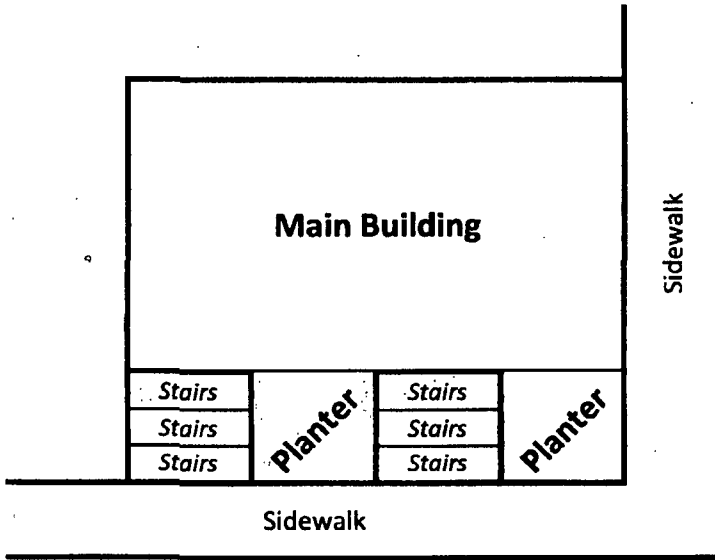 Main Building
Sidewalk
Stairs
Stairs
Stairs
Planter
Stairs
Stairs
Stairs
Planter
Sidewalk